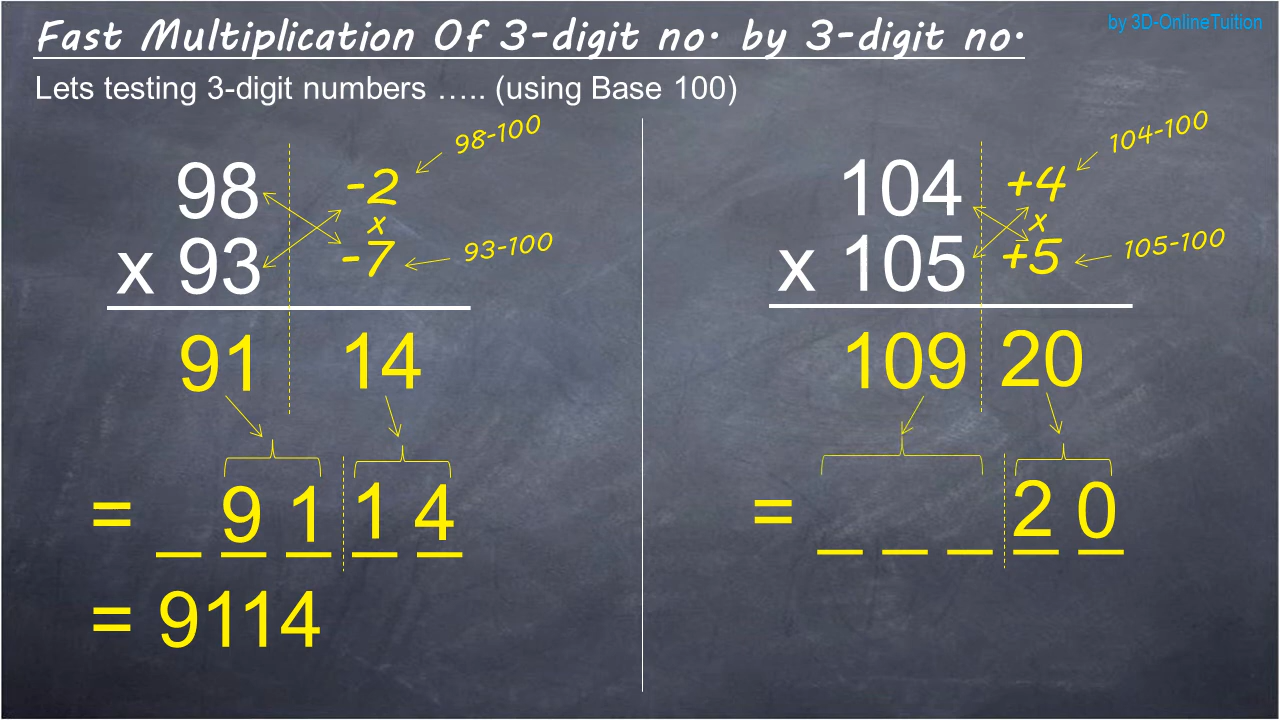 Fast Multiplication Of 3-digit no. by 3-digit no.
by 3D-OnlineTuition
Lets testing 3-digit numbers ….. (using Base 100)
98 -2 98-100
x
x 93 -7 93-100
91 14
= _ 9 1 1 4
= 9114
104 +4 104-100
x
x 105 +5 105-100
109 20
= _ _ _ 2 0